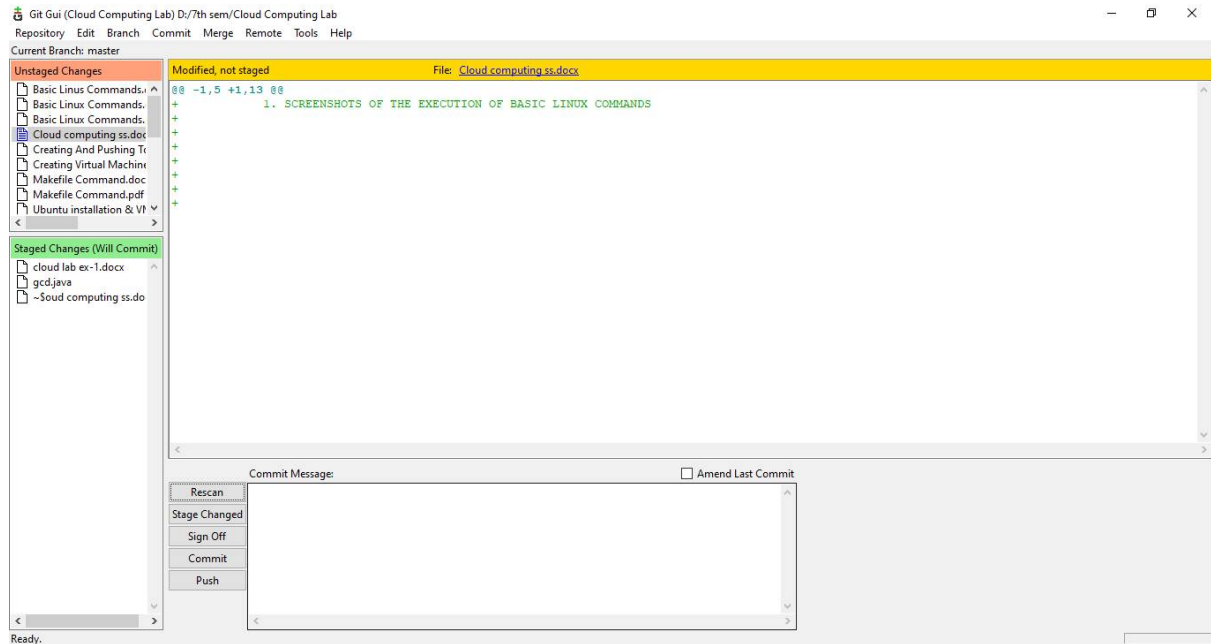 Git Gui (Cloud Computing Lab) D:/7th sem/Cloud Computing Lab
Repository Edit Branch Commit Merge Remote Tools Help
Current Branch: master
Unstaged Changes
Basic Linus Commands.
Basic Linux Commands.
Basic Linux Commands.
Cloud computing ss.doc
Creating And Pushing To
Creating Virtual Machine
Makefile Command.doc
Makefile Command.pdf
Ubuntu installation & VM
Staged Changes (Will Commit)
cloud lab ex-1.docx
gcd.java
~$oud computing ss.do
Modified, not staged File: Cloud computing ss.docx
@@ -1,5 +1,13 @@
+ 1. SCREENSHOTS OF THE EXECUTION OF BASIC LINUX COMMANDS
+
+
+
+
+
+
+
Commit Message: Amend Last Commit
Rescan
Stage Changed
Sign Off
Commit
Push
Ready.